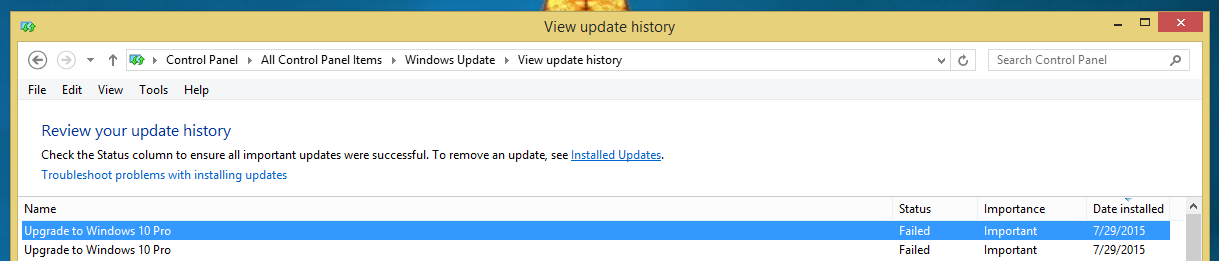 View update history
Control Panel All Control Panel Items Windows Update View update history Search Control Panel
File Edit View Tools Help
Review your update history
Check the Status column to ensure all important updates were successful. To remove an update, see Installed Updates.
Troubleshoot problems with installing updates
Name Status Importance Date installed
Upgrade to Windows 10 Pro Failed Important 7/29/2015
Upgrade to Windows 10 Pro Failed Important 7/29/2015